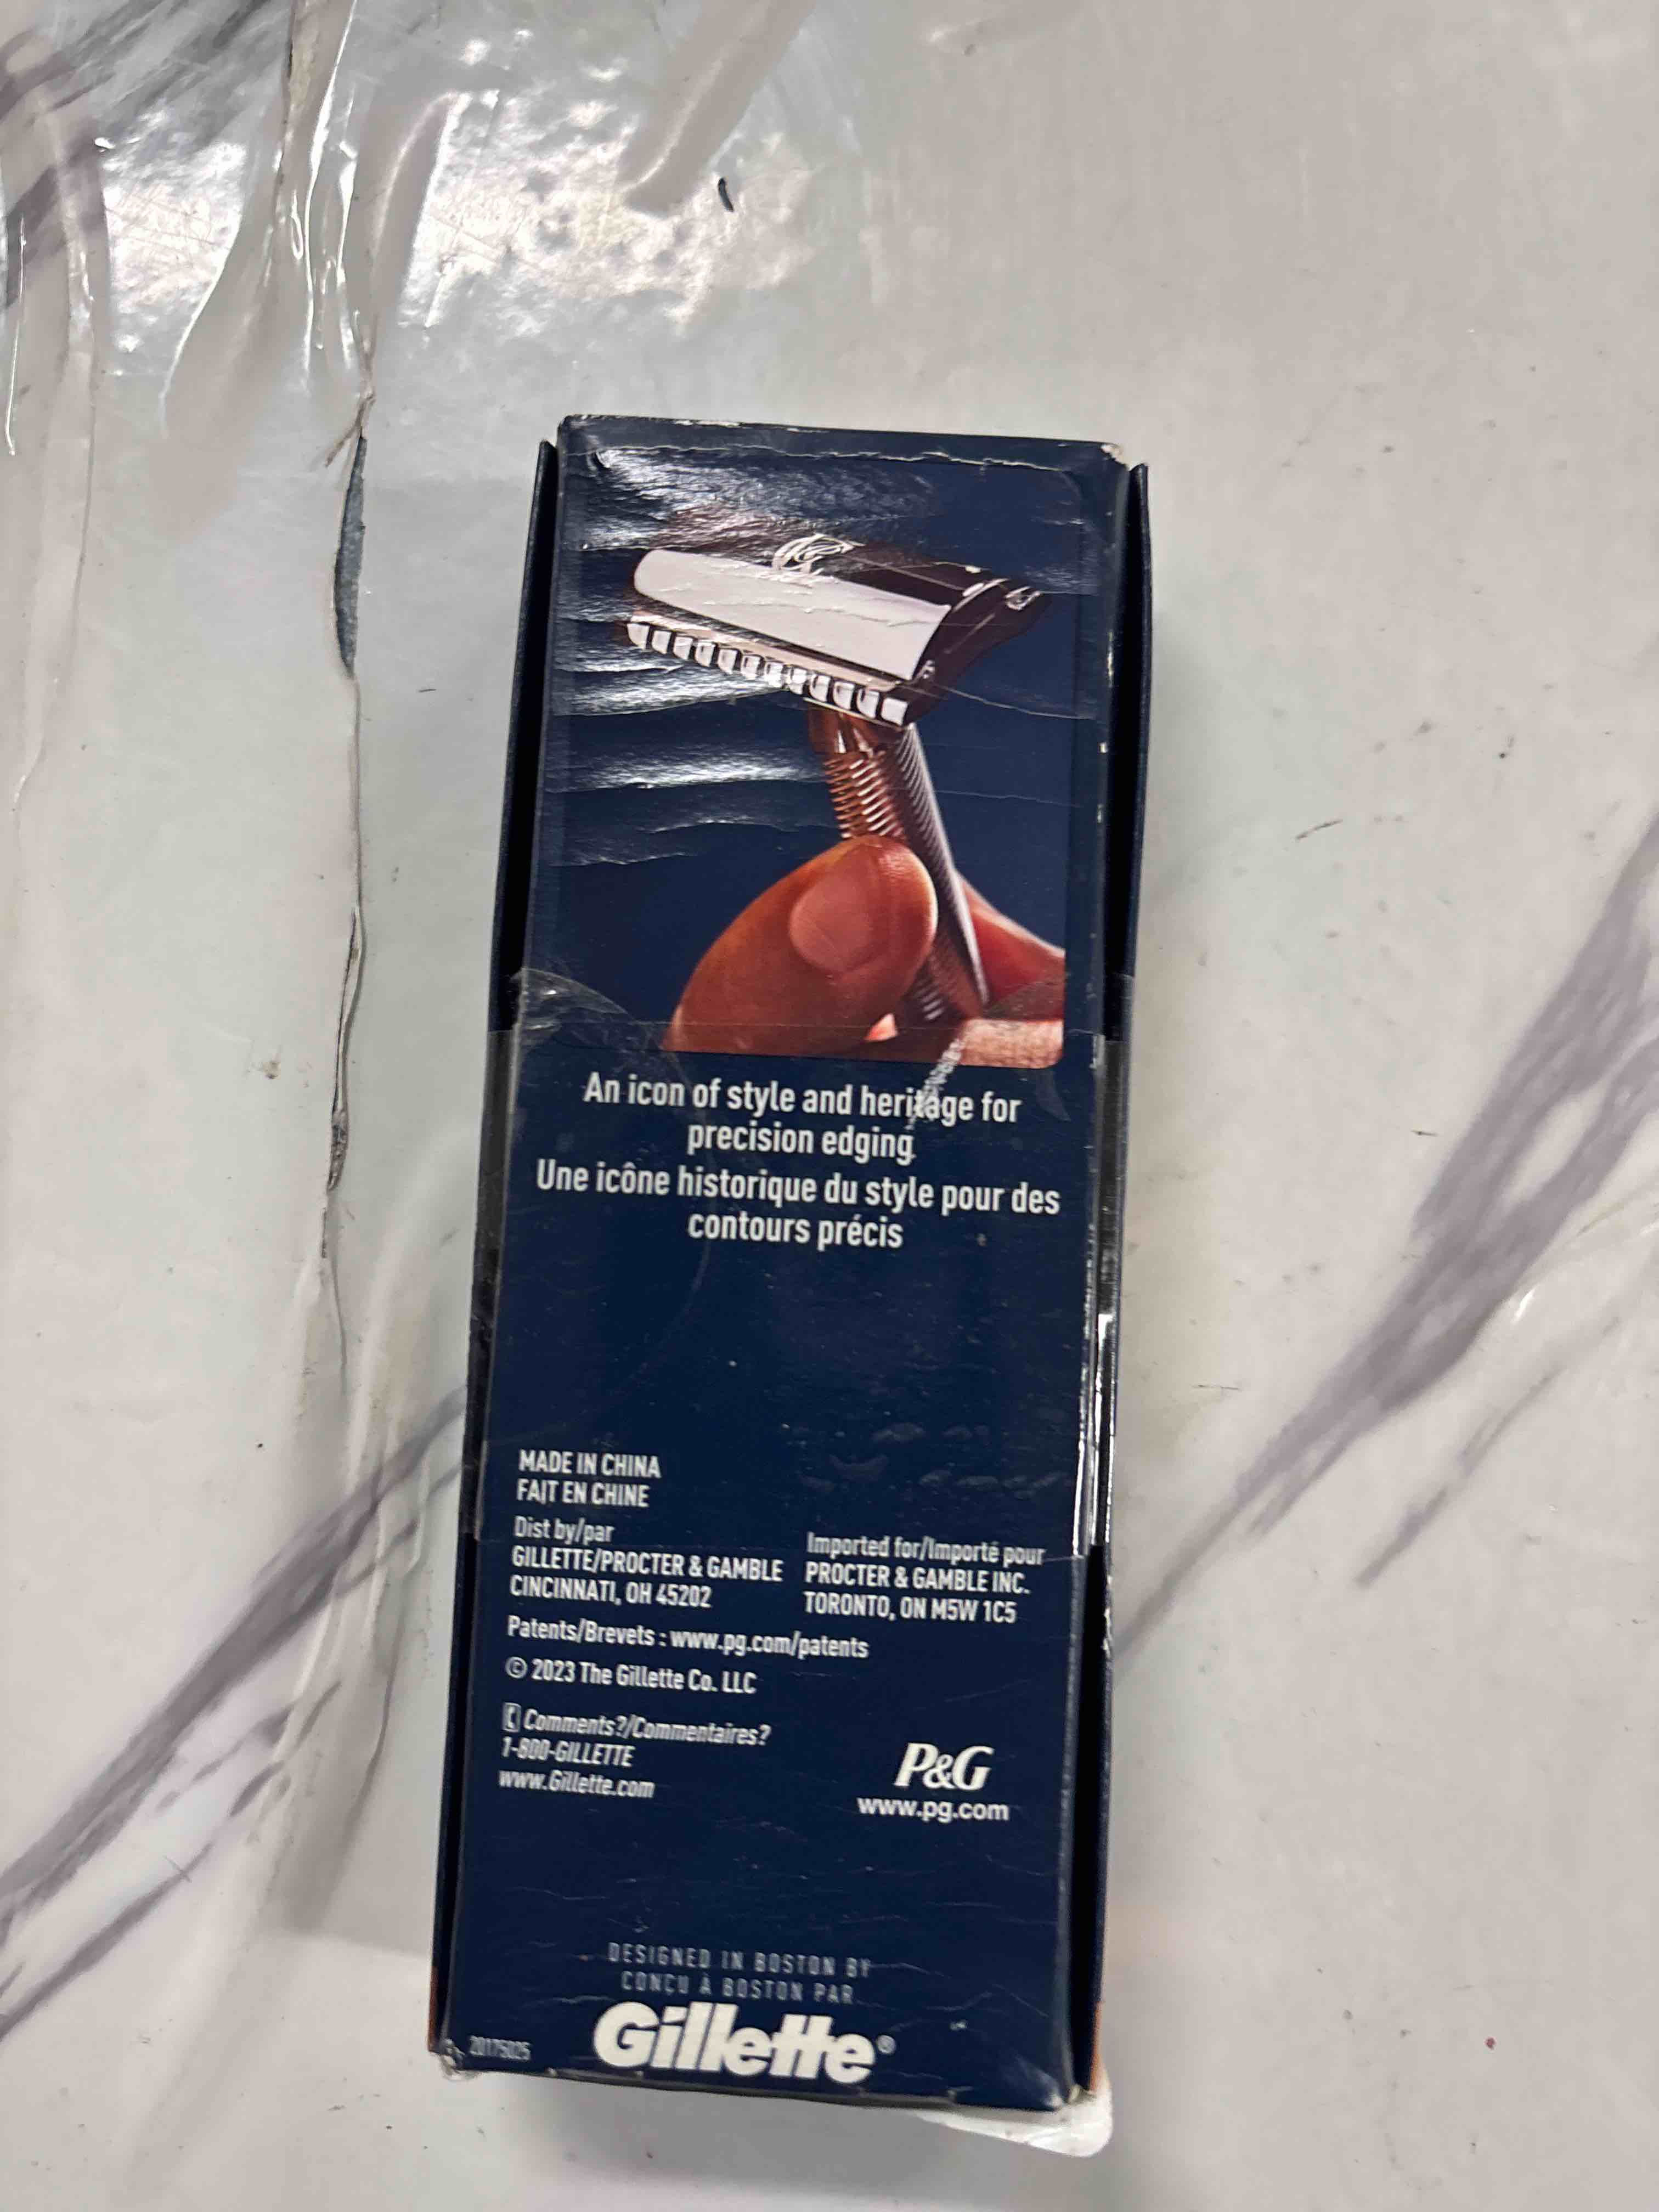 An icon of style and heritage for
precision edging.
Une icône historique du style pour des
contours précis
MADE IN CHINA
FAIT EN CHINE
Dist by/par
GILLETTE/PROCTER & GAMBLE
CINCINNATI, OH 45202
Imported for/Importé pour
PROCTER & GAMBLE INC.
TORONTO, ON M5W 1C5
Patents/Brevets : www.pg.com/patents
© 2023 The Gillette Co. LLC
Comments?/Commentaires?
1-800-GILLETTE
www.Gillette.com
P&G
www.pg.com
DESIGNED IN BOSTON BY
CONÇU À BOSTON PAR
Gillette®
20175025